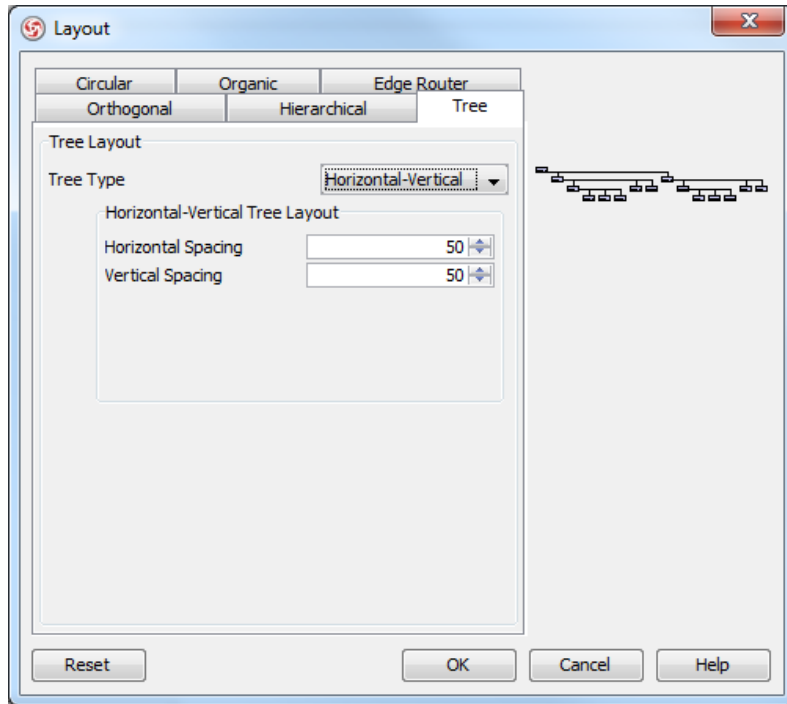 Layout
Circular Organic Edge Router
Orthogonal Hierarchical Tree
Tree Layout
Tree Type Horizontal-Vertical
Horizontal-Vertical Tree Layout
Horizontal Spacing 50
Vertical Spacing 50
Reset OK Cancel Help